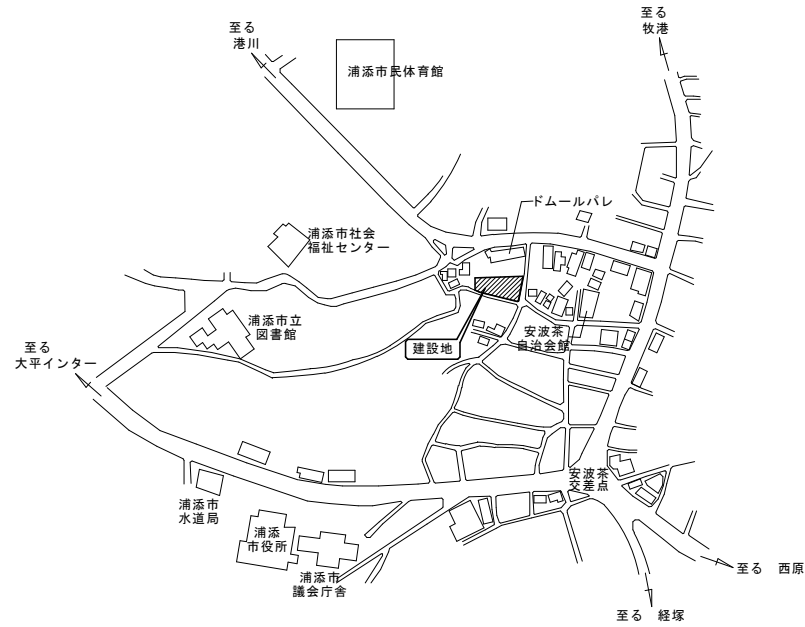 至る
港川
至る
牧港
浦添市民体育館
ドムールパレ
浦添市社会
福祉センター
浦添市立
図書館
安波茶
自治会館
建設地
至る
大平インター
安波茶
交差点
浦添市
水道局
浦添
市役所
浦添市
議会庁舎
至る 西原
至る 経塚